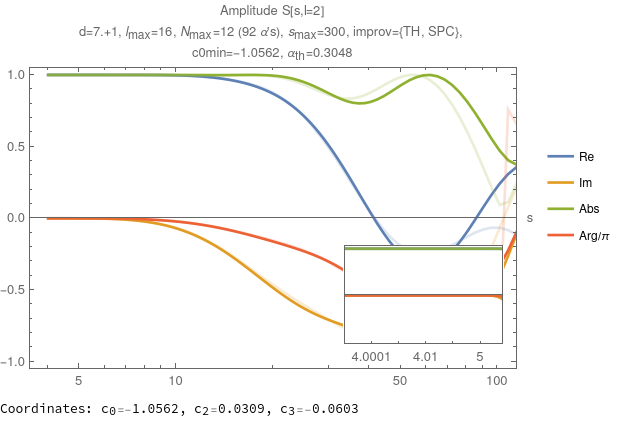 Amplitude S[s,l=2]
d=7.+1, lmax=16, Nmax=12 (92 α's), smax=300, improv={TH, SPC},
c0min=-1.0562, αth=0.3048
1.0
0.5
0.0
-0.5
-1.0
s
Re
Im
Abs
Arg/π
4.0001 4.01 5
5 10 50 100
Coordinates: c0=-1.0562, c2=0.0309, c3=-0.0603